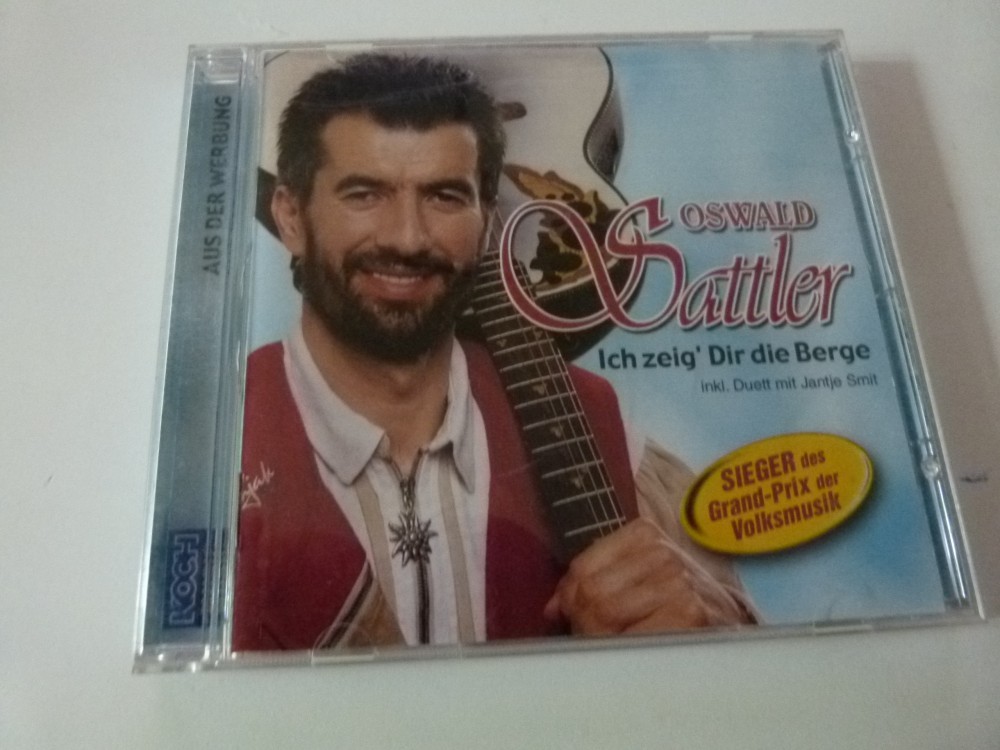 AUS DER WERBUNG
OSWALD
Sattler
Ich zeig' Dir die Berge
inkl. Duett mit Jantje Smit
SIEGER des
Grand-Prix der
Volksmusik
KOCH